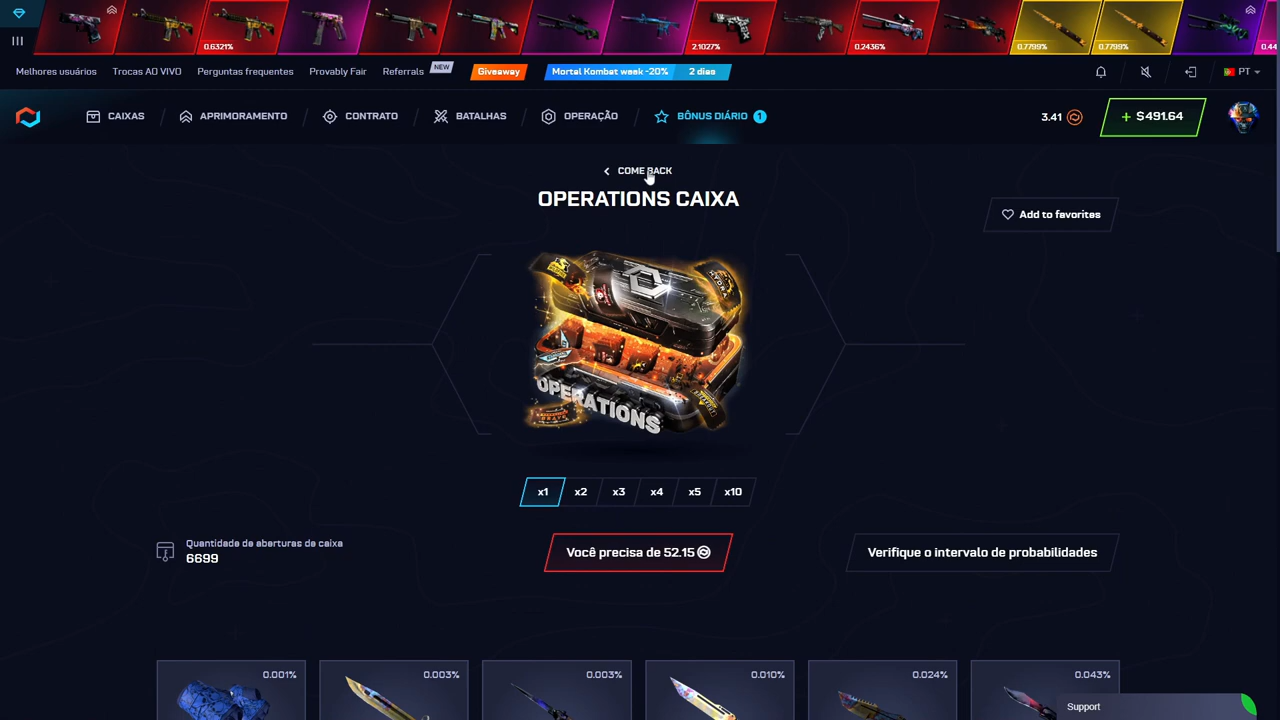 0.6321%
2.1027%
0.2436%
0.7799%
0.7799%
0.44
Melhores usuários
Trocas AO VIVO
Perguntas frequentes
Provably Fair
Referrals
NEW
Giveaway
Mortal Kombat week -20%
2 dias
PT
CAIXAS
APRIMORAMENTO
CONTRATO
BATALHAS
OPERAÇÃO
BÔNUS DIÁRIO 1
3.41
+ $491.64
COME BACK
OPERATIONS CAIXA
Add to favorites
HYDRA
OPERATIONS
x1
x2
x3
x4
x5
x10
Quantidade de aberturas da caixa
6699
Você precisa de 52.15
Verifique o intervalo de probabilidades
0.001%
0.003%
0.003%
0.010%
0.024%
0.043%
Support